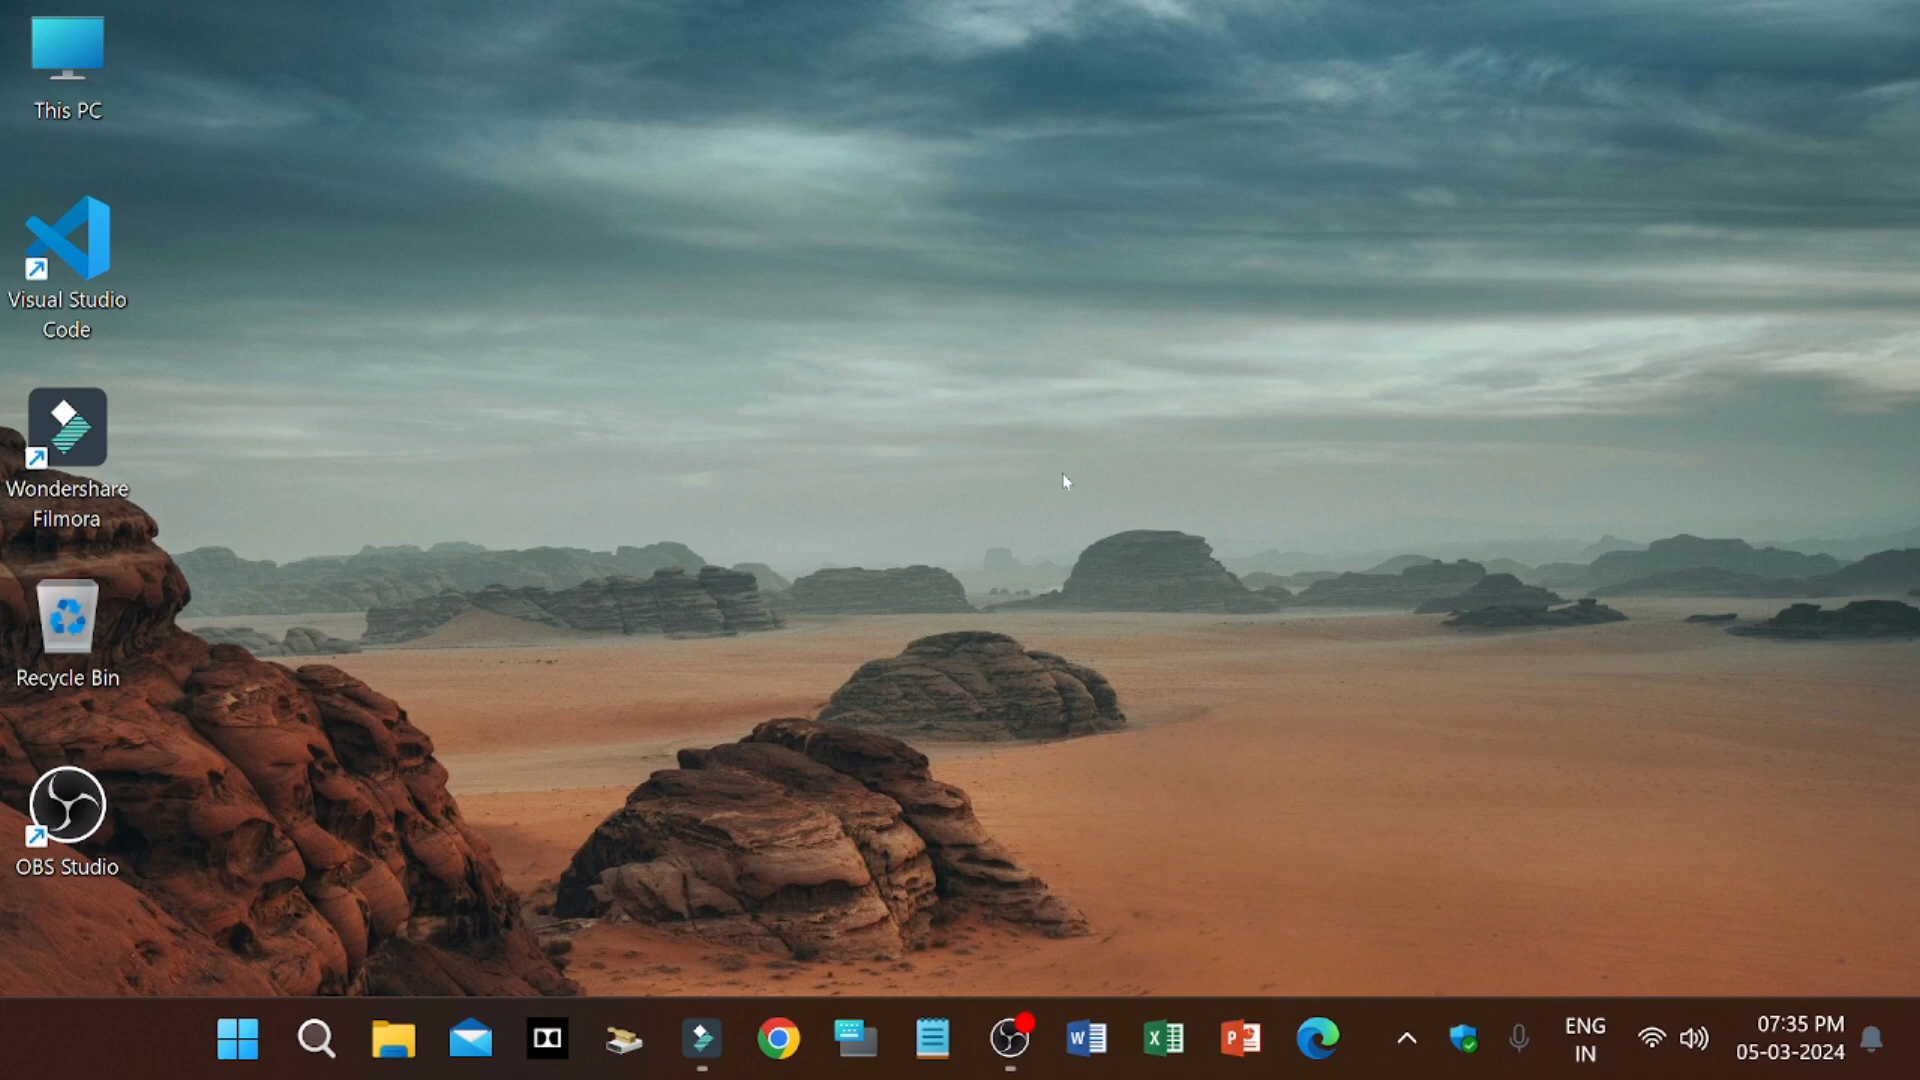 This PC
Visual Studio
Code
Wondershare
Filmora
Recycle Bin
OBS Studio
W
X
P
ENG
IN
07:35 PM
05-03-2024